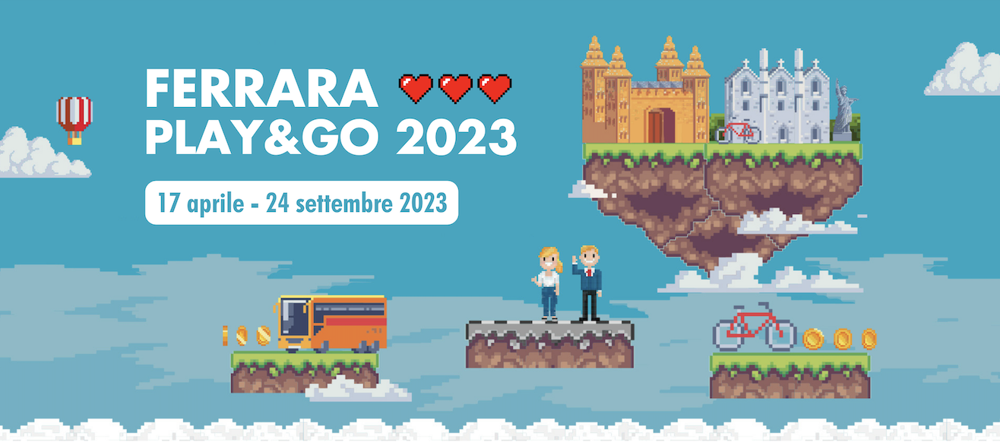 FERRARA
PLAY&GO 2023
17 aprile - 24 settembre 2023